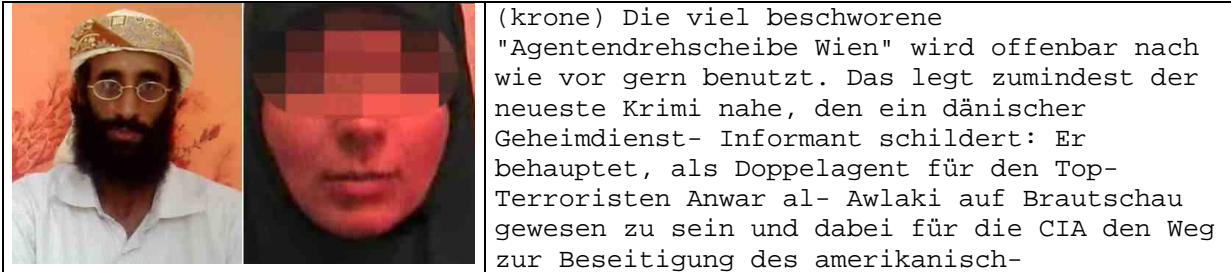 (krone) Die viel beschworene
"Agentendrehscheibe Wien" wird offenbar nach
wie vor gern benutzt. Das legt zumindest der
neueste Krimi nahe, den ein dänischer
Geheimdienst- Informant schildert: Er
behauptet, als Doppelagent für den Top-
Terroristen Anwar al- Awlaki auf Brautschau
gewesen zu sein und dabei für die CIA den Weg
zur Beseitigung des amerikanisch-